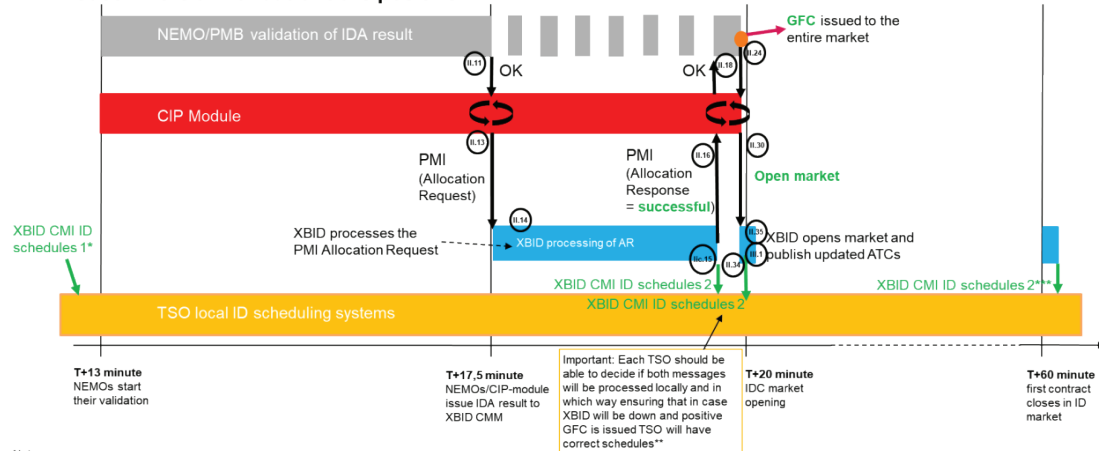 NEMO/PMB validation of IDA result
GFC issued to the
entire market
II.11
OK
OK
II.18
II.24
CIP Module
II.13
PMI
(Allocation
Request)
PMI
(Allocation
Response
= successful)
II.16
II.30
Open market
XBID CMI ID
schedules 1*
XBID processes the
PMI Allocation Request
II.14
XBID processing of AR
IIc.15
II.34
II.35
III.1
XBID opens market and
publish updated ATCs
XBID CMI ID schedules 2
XBID CMI ID schedules 2
XBID CMI ID schedules 2***
TSO local ID scheduling systems
T+13 minute
NEMOs start
their validation
T+17,5 minute
NEMOs/CIP-module
issue IDA result to
XBID CMM
Important: Each TSO should be
able to decide if both messages
will be processed locally and in
which way ensuring that in case
XBID will be down and positive
GFC is issued TSO will have
correct schedules**
T+20 minute
IDC market
opening
T+60 minute
first contract
closes in ID
market